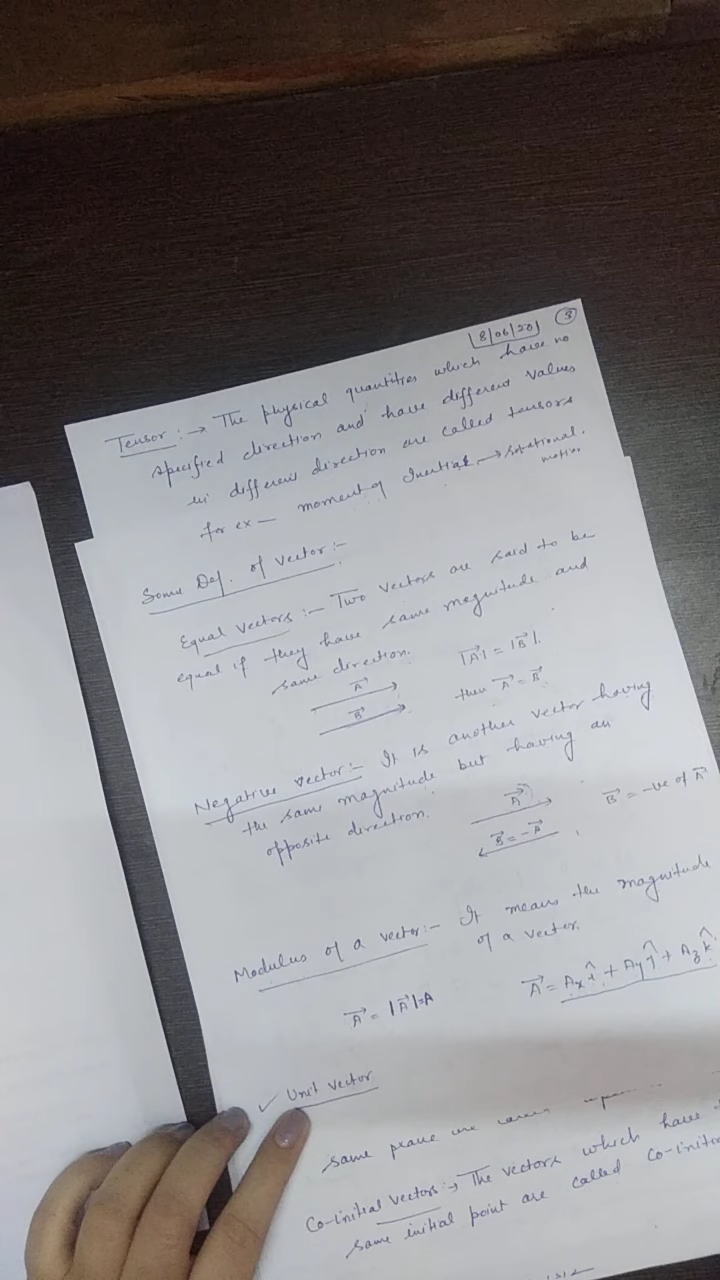 8/06/20 3
Tensor :→ The physical quantities which have no
specified direction and have different values
in different direction are called tensors
for ex — moment of Inertia → rotational
motion
Some Def. of vector :-
Equal vectors :- Two vectors are said to be
equal if they have same magnitude and
same direction.
A⃗ |A⃗| = |B⃗|.
B⃗ then A⃗ = B⃗
Negative vector :- It is another vector having
the same magnitude but having an
opposite direction.
A⃗
B⃗ = -A⃗ B⃗ = -ve of A⃗
Modulus of a vector :- It means the magnitude
of a vector.
A⃗ = |A⃗| = A A⃗ = Axî + Ayĵ + Azk̂
✓ Unit vector
same plane are
Co-initial vectors :→ The vectors which have
same initial point are called co-initial